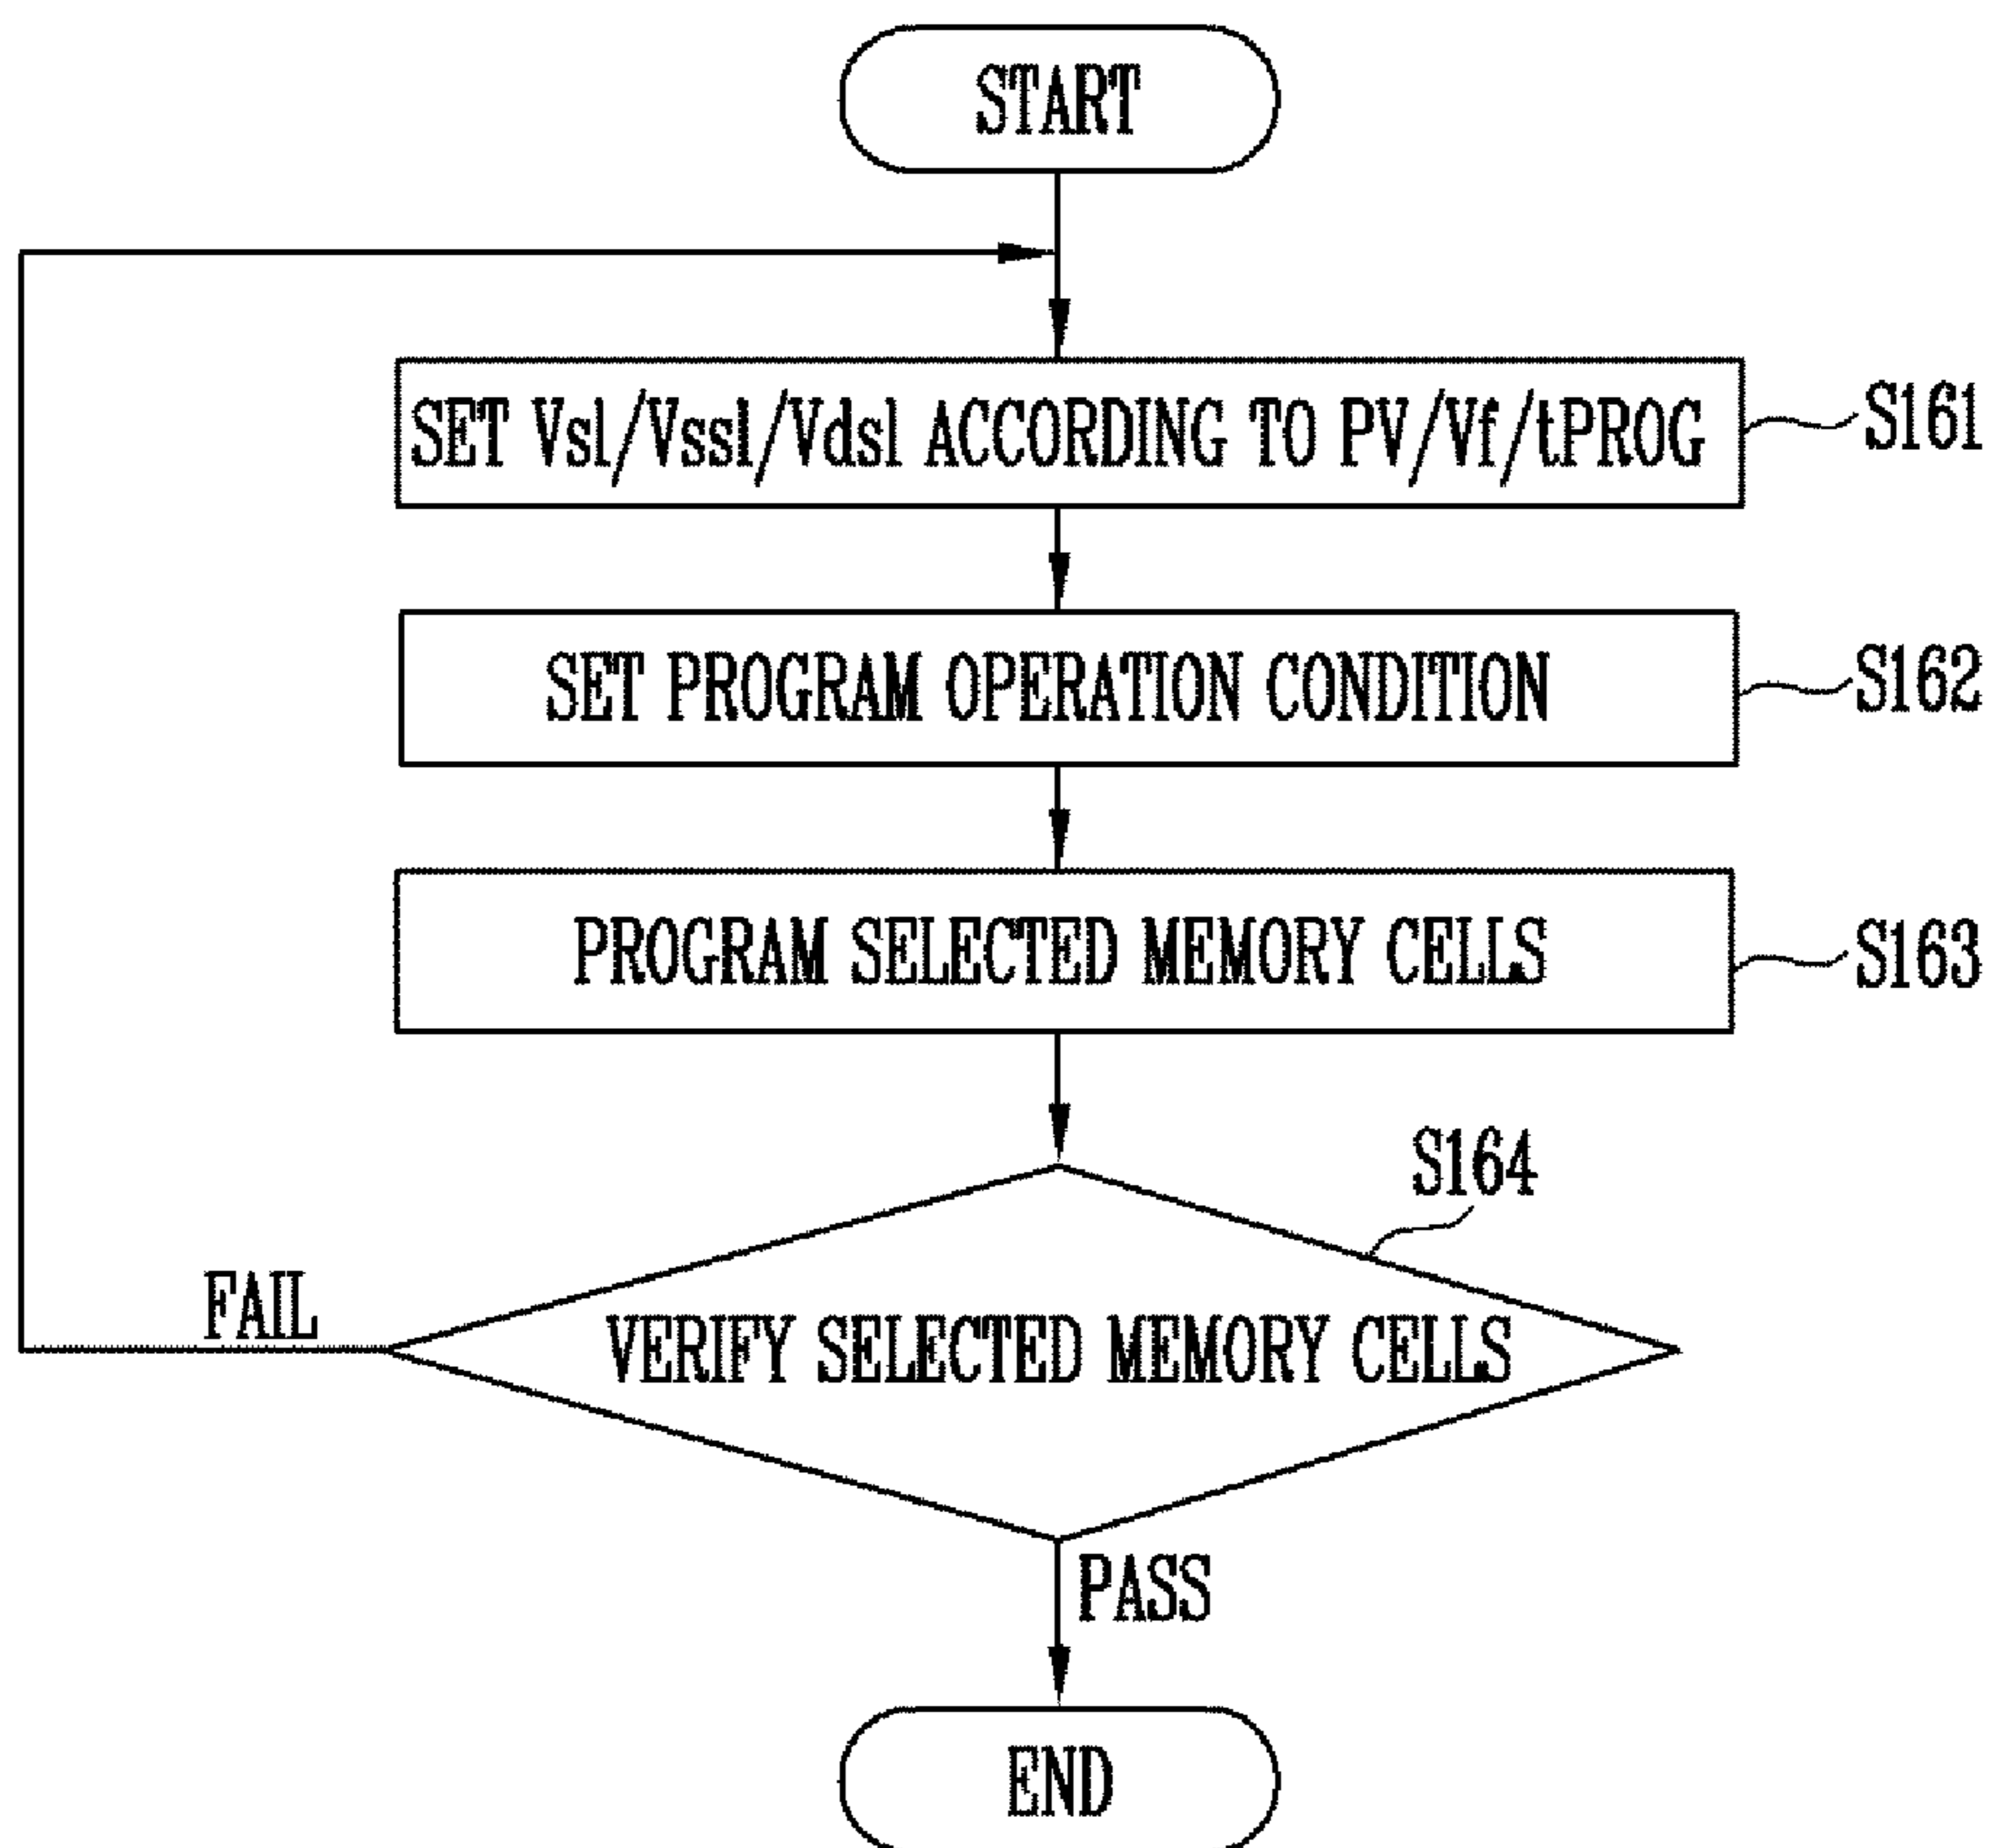 START
SET Vsl/Vssl/Vdsl ACCORDING TO PV/Vf/tPROG
S161
SET PROGRAM OPERATION CONDITION
S162
PROGRAM SELECTED MEMORY CELLS
S163
S164
FAIL
VERIFY SELECTED MEMORY CELLS
PASS
END